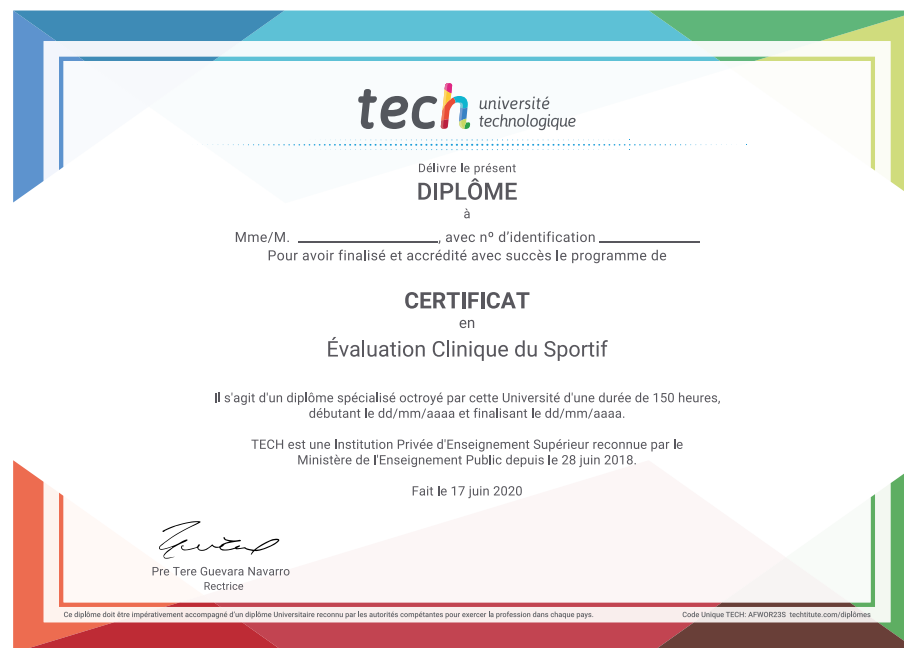 tech université
technologique
Délivre le présent
DIPLÔME
à
Mme/M. ____________________, avec nº d'identification ______________
Pour avoir finalisé et accrédité avec succès le programme de
CERTIFICAT
en
Évaluation Clinique du Sportif
Il s'agit d'un diplôme spécialisé octroyé par cette Université d'une durée de 150 heures,
débutant le dd/mm/aaaa et finalisant le dd/mm/aaaa.
TECH est une Institution Privée d'Enseignement Supérieur reconnue par le
Ministère de l'Enseignement Public depuis le 28 juin 2018.
Fait le 17 juin 2020
Pre Tere Guevara Navarro
Rectrice
Ce diplôme doit être impérativement accompagné d'un diplôme Universitaire reconnu par les autorités compétantes pour exercer la profession dans chaque pays.
Code Unique TECH: AFWOR23S techtitute.com/diplômes